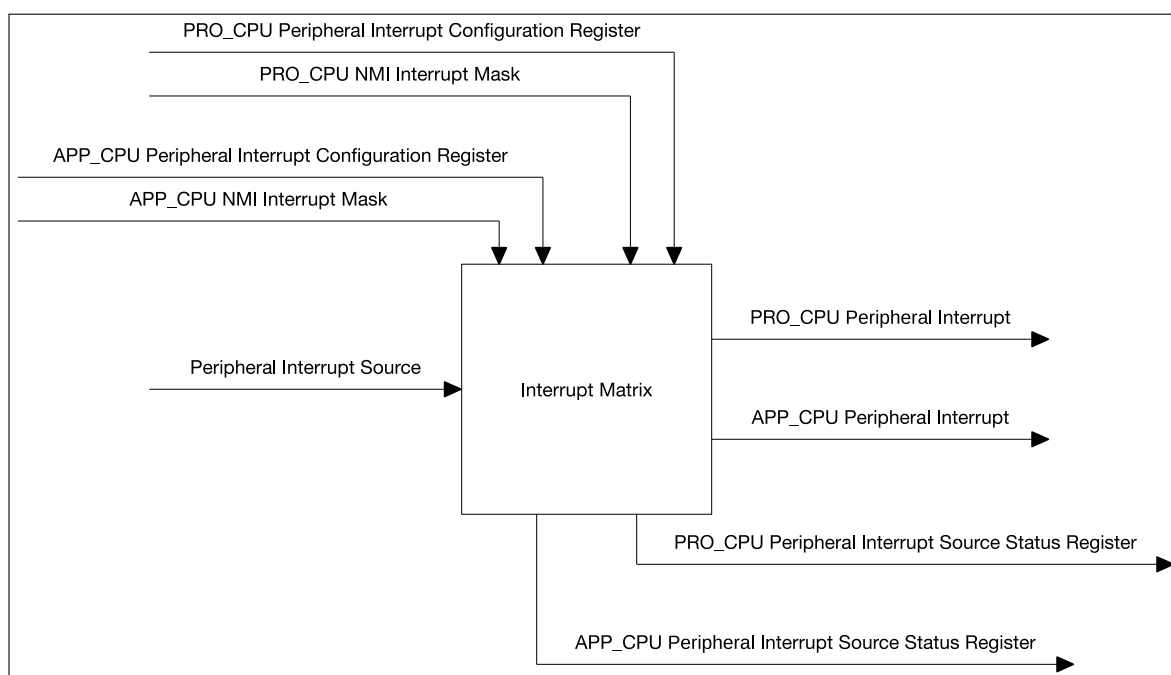 PRO_CPU Peripheral Interrupt Configuration Register
PRO_CPU NMI Interrupt Mask
APP_CPU Peripheral Interrupt Configuration Register
APP_CPU NMI Interrupt Mask
PRO_CPU Peripheral Interrupt
Peripheral Interrupt Source
Interrupt Matrix
APP_CPU Peripheral Interrupt
PRO_CPU Peripheral Interrupt Source Status Register
APP_CPU Peripheral Interrupt Source Status Register